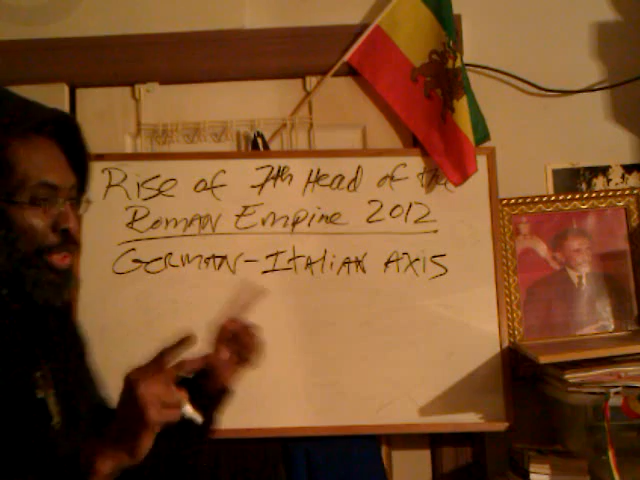 Rise of 7th Head of the
Roman Empire 2012
German-Italian Axis